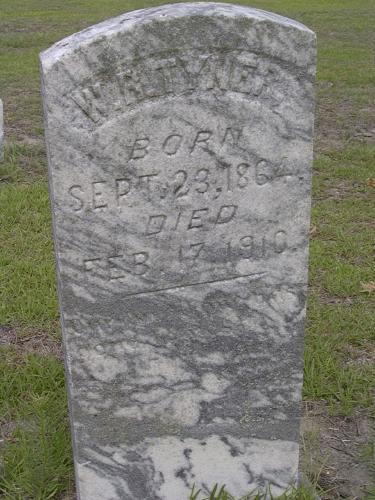 W. R. TYNER
BORN
SEPT. 23, 1864.
DIED
FEB. 17, 1910